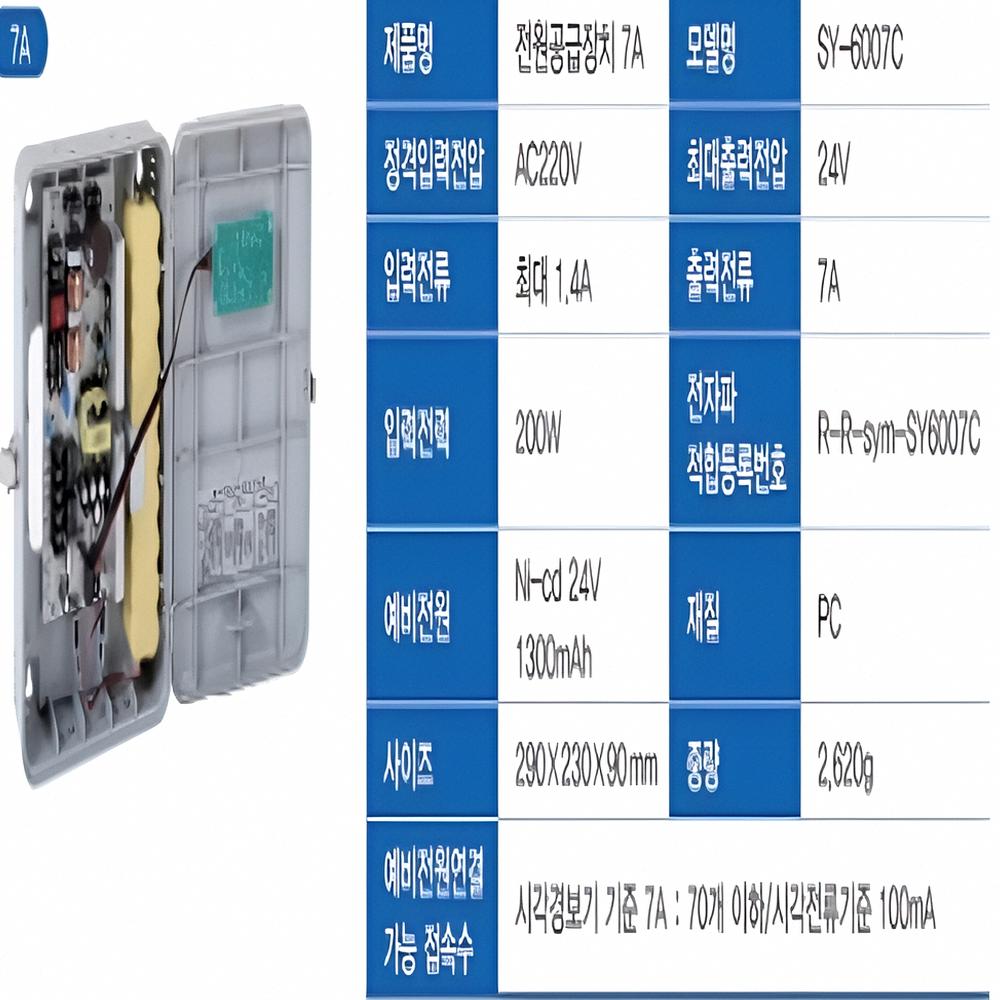 7A
제품명 전원공급장치 7A 모델명 SY-6007C
정격입력전압 AC220V 최대출력전압 24V
입력전류 최대 1.4A 출력전류 7A
입력전력 200W 전자파
적합등록번호 R-R-sym-SY6007C
예비전원 Ni-cd 24V
1300mAh 재질 PC
사이즈 290X230X90mm 중량 2,620g
예비전원연결
가능 접속수 시각경보기 기준 7A : 70개 이하/시각전류기준 100mA